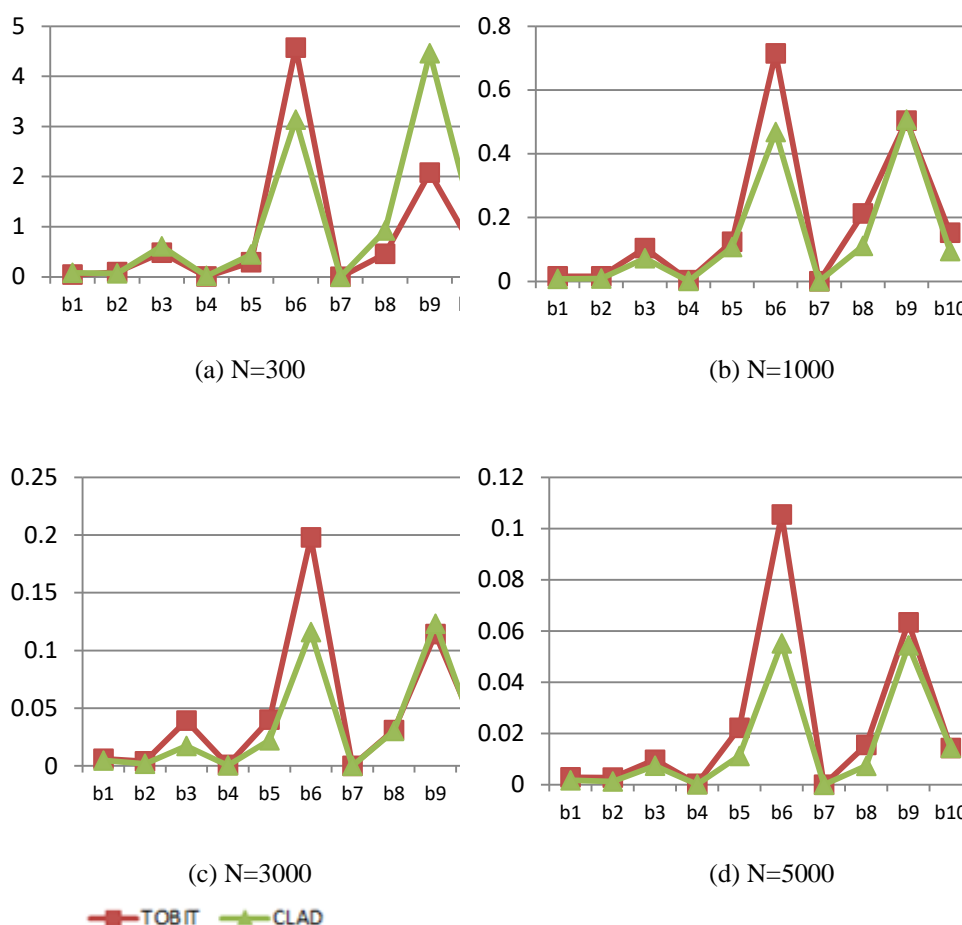 5
4
3
2
1
0
b1 b2 b3 b4 b5 b6 b7 b8 b9
(a) N=300
0.8
0.6
0.4
0.2
0
b1 b2 b3 b4 b5 b6 b7 b8 b9 b10
(b) N=1000
0.25
0.2
0.15
0.1
0.05
0
b1 b2 b3 b4 b5 b6 b7 b8 b9
(c) N=3000
0.12
0.1
0.08
0.06
0.04
0.02
0
b1 b2 b3 b4 b5 b6 b7 b8 b9 b10
(d) N=5000
TOBIT CLAD